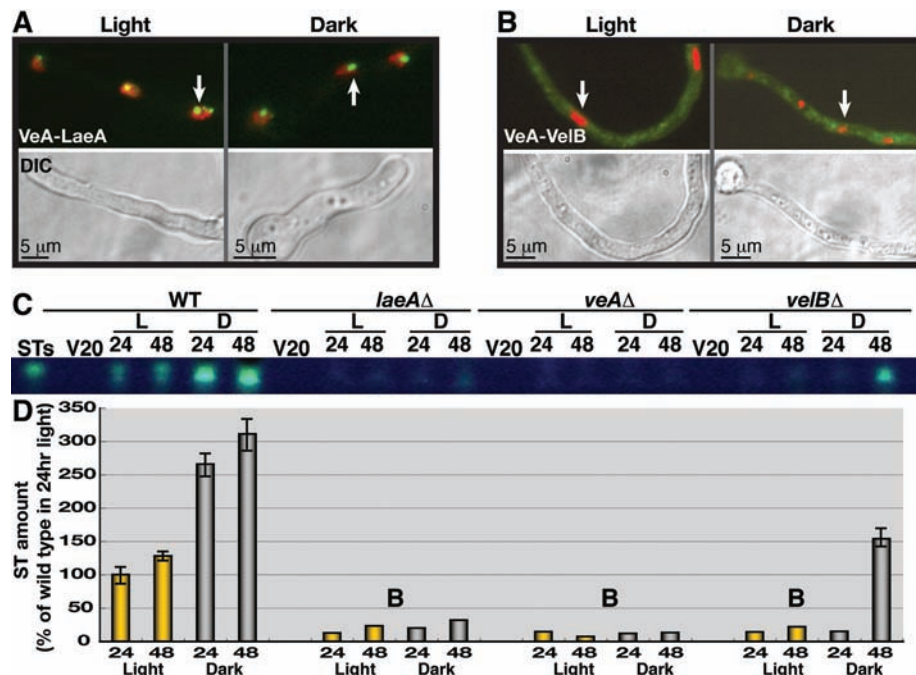 A Light Dark
VeA-LaeA
DIC
5 µm 5 µm
B Light Dark
VeA-VelB
5 µm 5 µm
C WT laeAΔ veAΔ velBΔ
L D L D L D L D
STs V20 24 48 24 48 V20 24 48 24 48 V20 24 48 24 48 V20 24 48 24 48
D
ST amount
(% of wild type in 24hr light)
350
300
250
200
150
100
50
0
B B B
24 48 24 48 24 48 24 48 24 48 24 48 24 48 24 48
Light Dark Light Dark Light Dark Light Dark